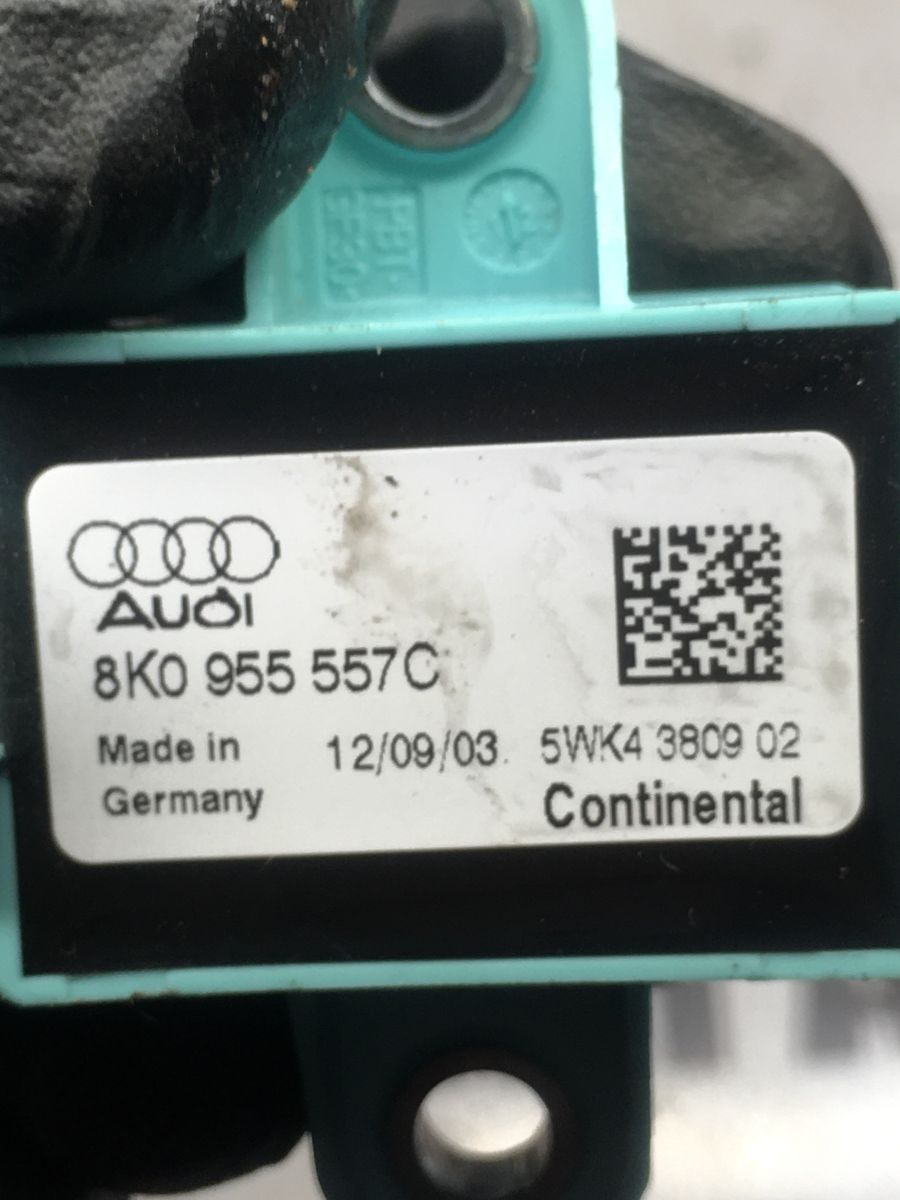 AUDI
8K0 955 557C
Made in
Germany
12/09/03
5WK4 3809 02
Continental